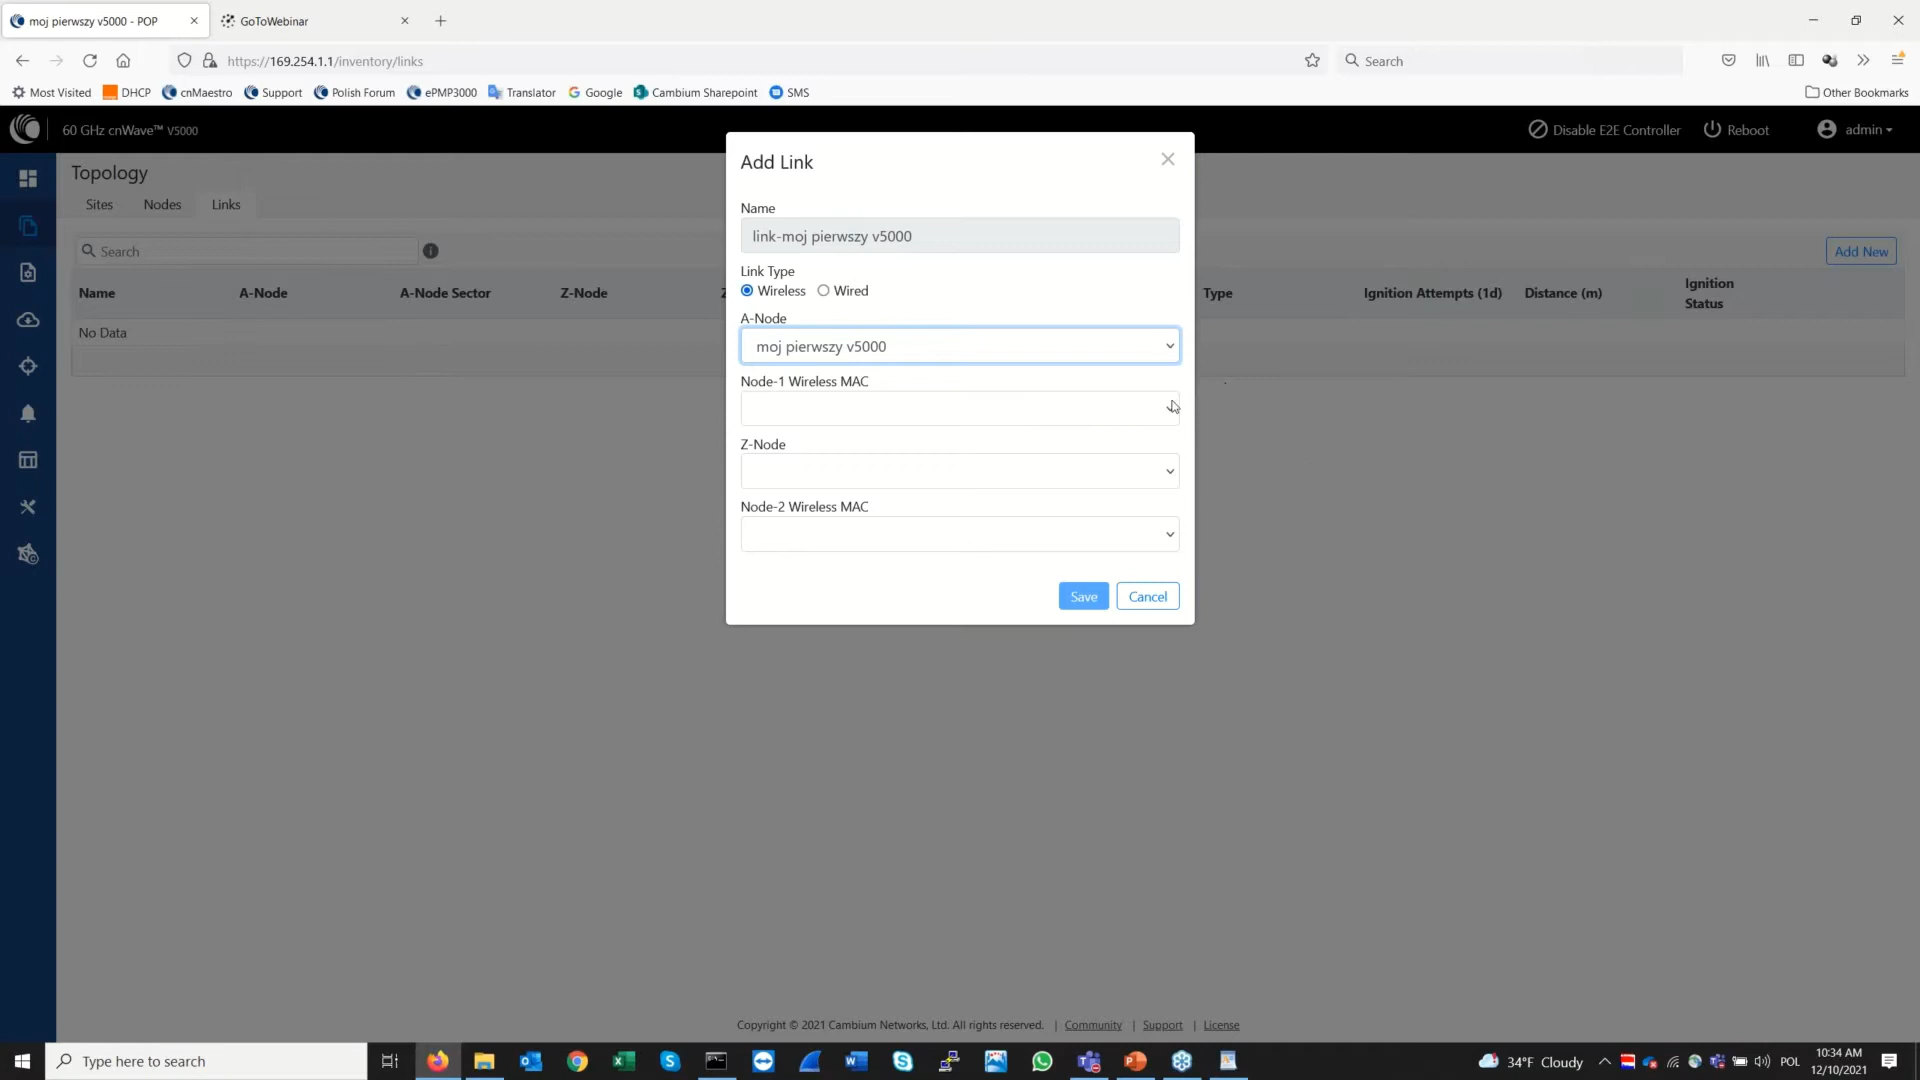 moj pierwszy v5000 - POP
GoToWebinar
https://169.254.1.1/inventory/links
Search
Most Visited
DHCP
cnMaestro
Support
Polish Forum
ePMP3000
Translator
Google
Cambium Sharepoint
SMS
Other Bookmarks
60 GHz cnWave™ V5000
Disable E2E Controller
Reboot
admin
Topology
Sites
Nodes
Links
Search
Add New
Name
A-Node
A-Node Sector
Z-Node
Type
Ignition Attempts (1d)
Distance (m)
Ignition
Status
No Data
Add Link
Name
link-moj pierwszy v5000
Link Type
Wireless
Wired
A-Node
moj pierwszy v5000
Node-1 Wireless MAC
Z-Node
Node-2 Wireless MAC
Save
Cancel
Copyright © 2021 Cambium Networks, Ltd. All rights reserved. | Community | Support | License
Type here to search
34°F Cloudy
POL
10:34 AM
12/10/2021